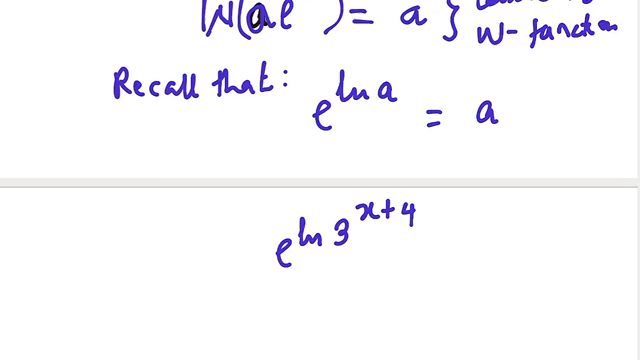 W(ae ) = a }
W-function
Recall that: e^ln a = a
e^ln 3^x+4